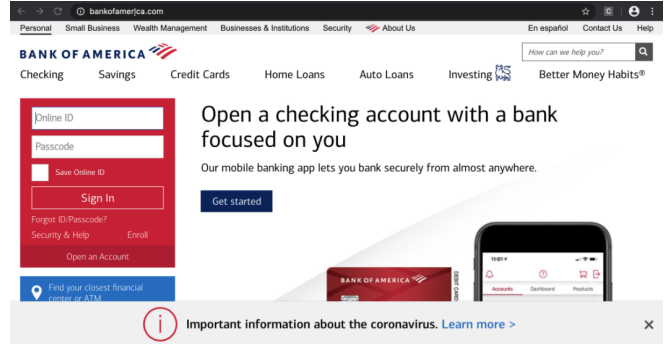 bankofamerjca.com
Personal Small Business Wealth Management Businesses & Institutions Security About Us En español Contact Us Help
BANK OF AMERICA
How can we help you?
Checking Savings Credit Cards Home Loans Auto Loans Investing Better Money Habits®
Online ID
Passcode
Save Online ID
Sign In
Forgot ID/Passcode?
Security & Help Enroll
Open an Account
Find your closest financial
center or ATM
Open a checking account with a bank
focused on you
Our mobile banking app lets you bank securely from almost anywhere.
Get started
BANK OF AMERICA
DEBIT CARD
11:01
Accounts Dashboard Products
Important information about the coronavirus. Learn more >